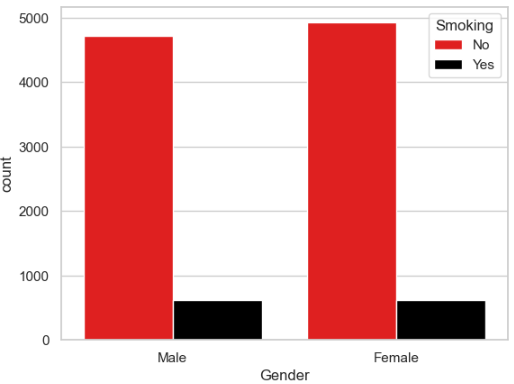 5000
4000
3000
2000
1000
0
count
Male
Female
Gender
Smoking
No
Yes